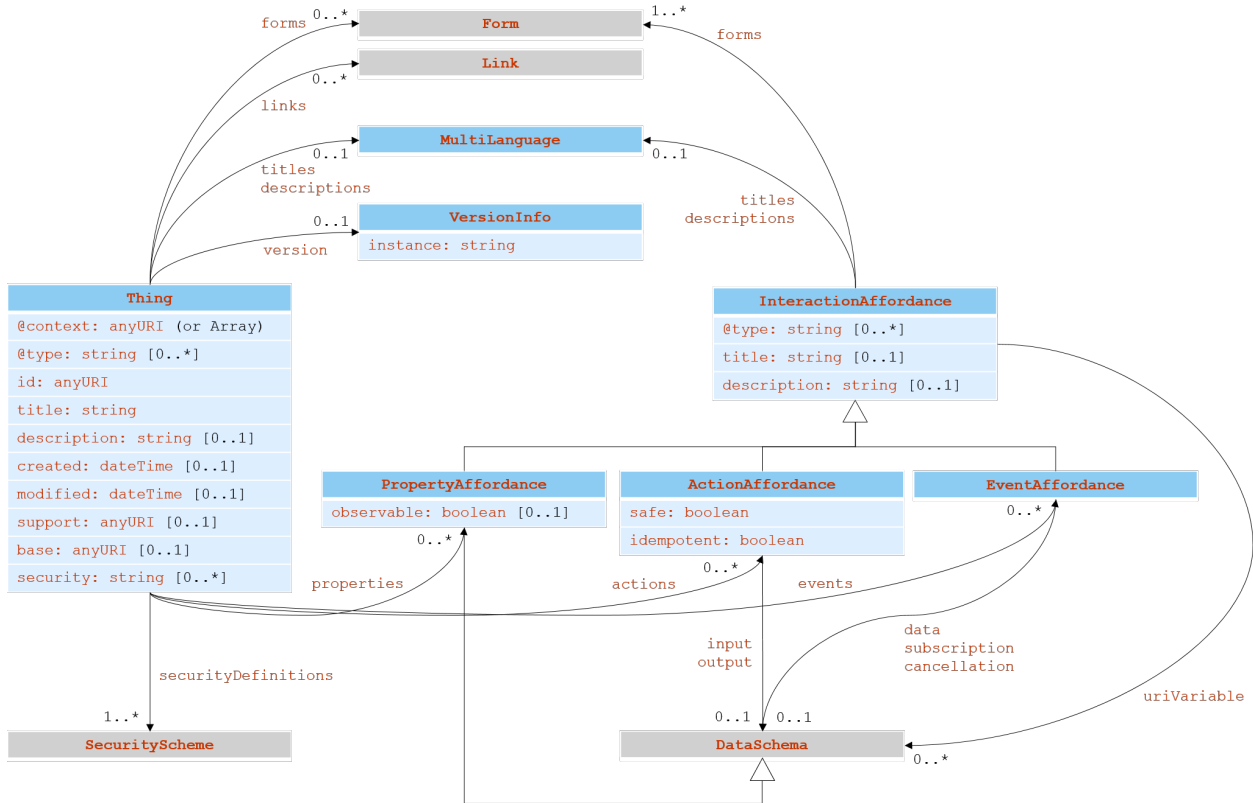 forms
0..*
Form
1..*
forms
Link
0..*
links
MultiLanguage
0..1
0..1
titles
descriptions
titles
descriptions
VersionInfo
0..1
instance: string
version
Thing
@context: anyURI (or Array)
@type: string [0..*]
id: anyURI
title: string
description: string [0..1]
created: dateTime [0..1]
modified: dateTime [0..1]
support: anyURI [0..1]
base: anyURI [0..1]
security: string [0..*]
InteractionAffordance
@type: string [0..*]
title: string [0..1]
description: string [0..1]
PropertyAffordance
observable: boolean [0..1]
ActionAffordance
safe: boolean
idempotent: boolean
EventAffordance
0..*
0..*
0..*
properties
actions
events
input
output
data
subscription
cancellation
securityDefinitions
uriVariable
1..*
0..1
0..1
SecurityScheme
DataSchema
0..*